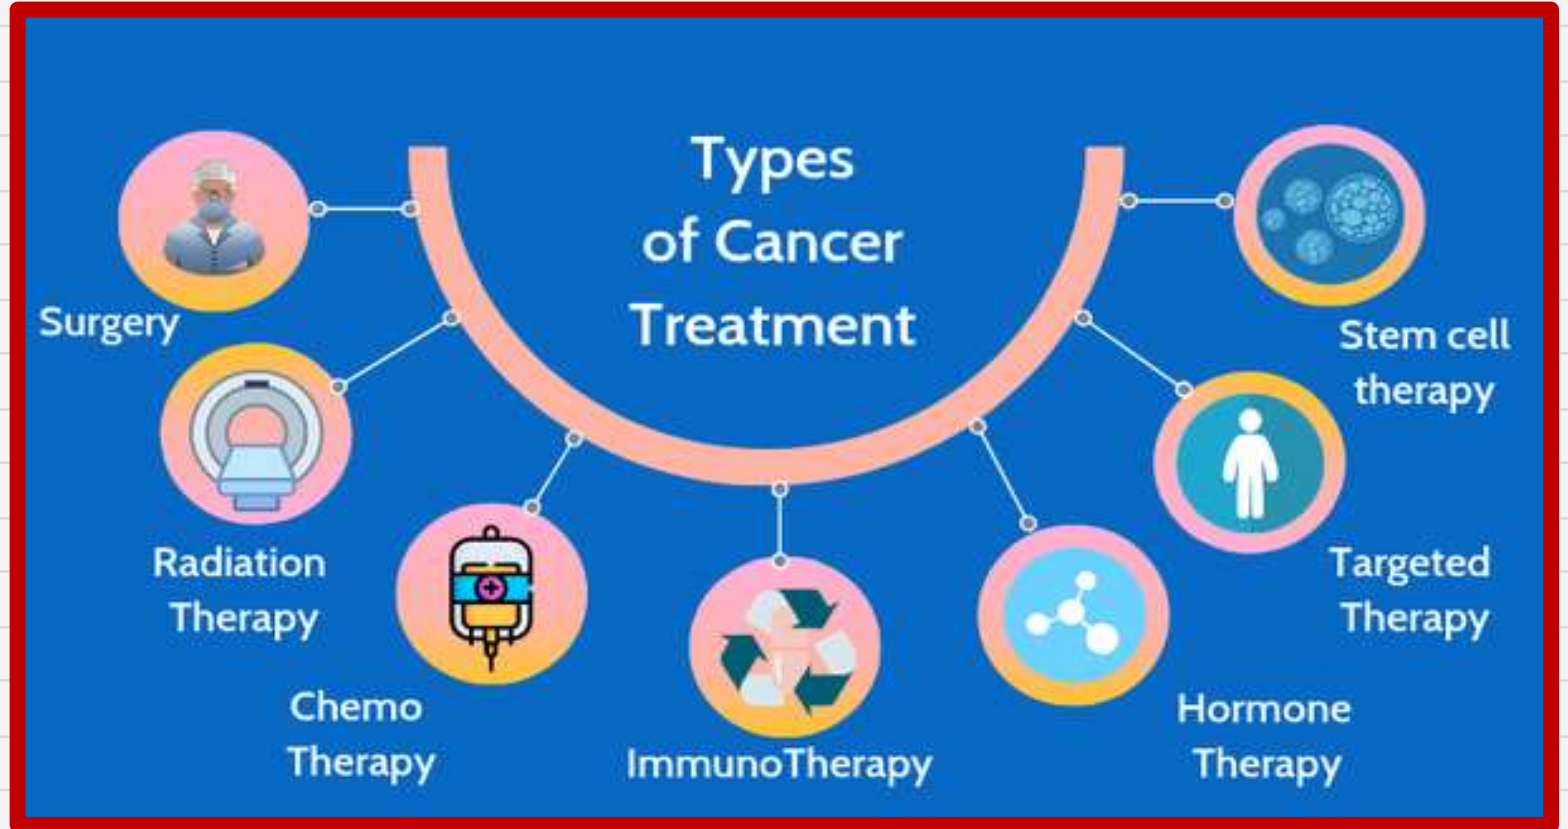 Types
of Cancer
Treatment
Surgery
Radiation
Therapy
Chemo
Therapy
ImmunoTherapy
Hormone
Therapy
Targeted
Therapy
Stem cell
therapy